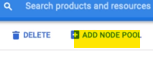 Search products and resources
DELETE
ADD NODE POOL